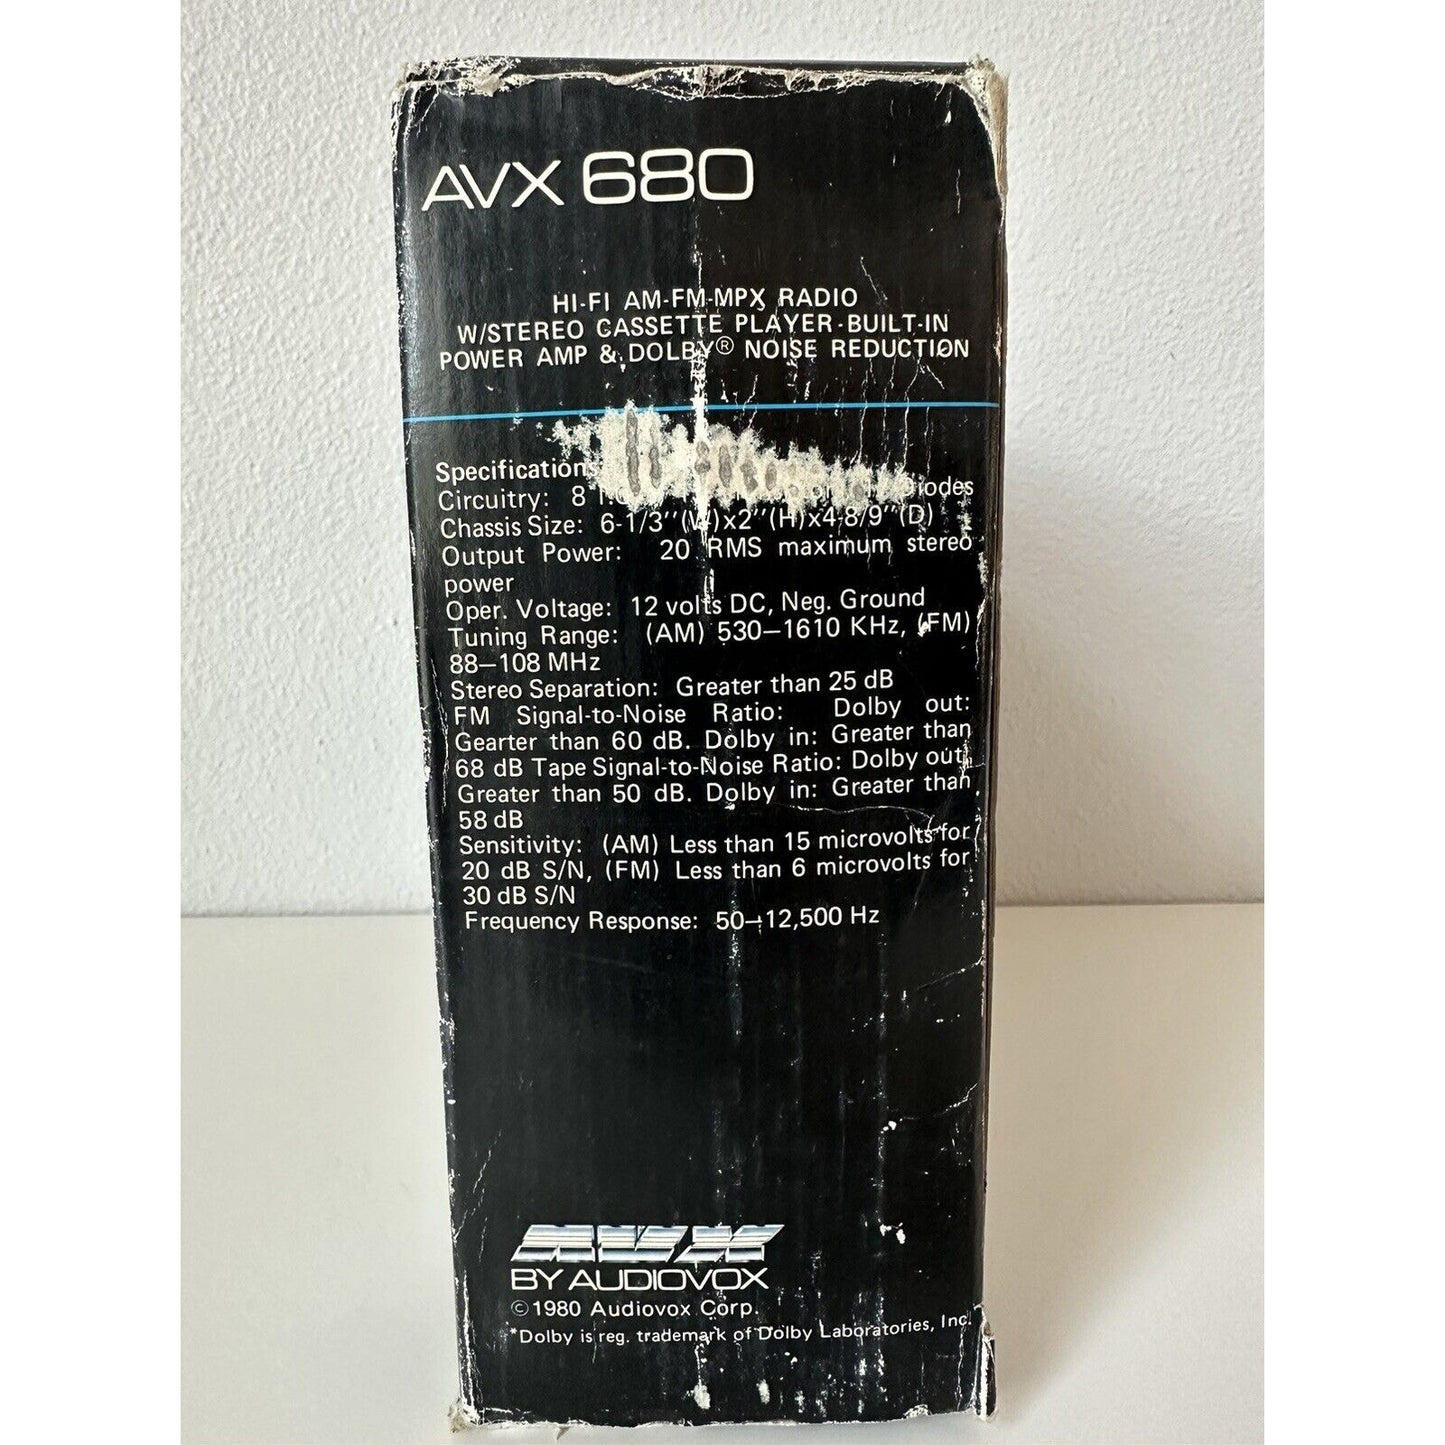 AVX 680
HI-FI AM-FM-MPX RADIO
W/STEREO CASSETTE PLAYER-BUILT-IN
POWER AMP & DOLBY® NOISE REDUCTION
Specifications
Circuitry: 8 Diodes
Chassis Size: 6-1/3''(W)x2''(H)x4-8/9''(D)
Output Power: 20 RMS maximum stereo
power
Oper. Voltage: 12 volts DC, Neg. Ground
Tuning Range: (AM) 530—1610 KHz, (FM)
88—108 MHz
Stereo Separation: Greater than 25 dB
FM Signal-to-Noise Ratio: Dolby out:
Gearter than 60 dB. Dolby in: Greater than
68 dB Tape Signal-to-Noise Ratio: Dolby out:
Greater than 50 dB. Dolby in: Greater than
58 dB
Sensitivity: (AM) Less than 15 microvolts for
20 dB S/N, (FM) Less than 6 microvolts for
30 dB S/N
Frequency Response: 50—12,500 Hz
AVX
BY AUDIOVOX
©1980 Audiovox Corp.
*Dolby is reg. trademark of Dolby Laboratories, Inc.